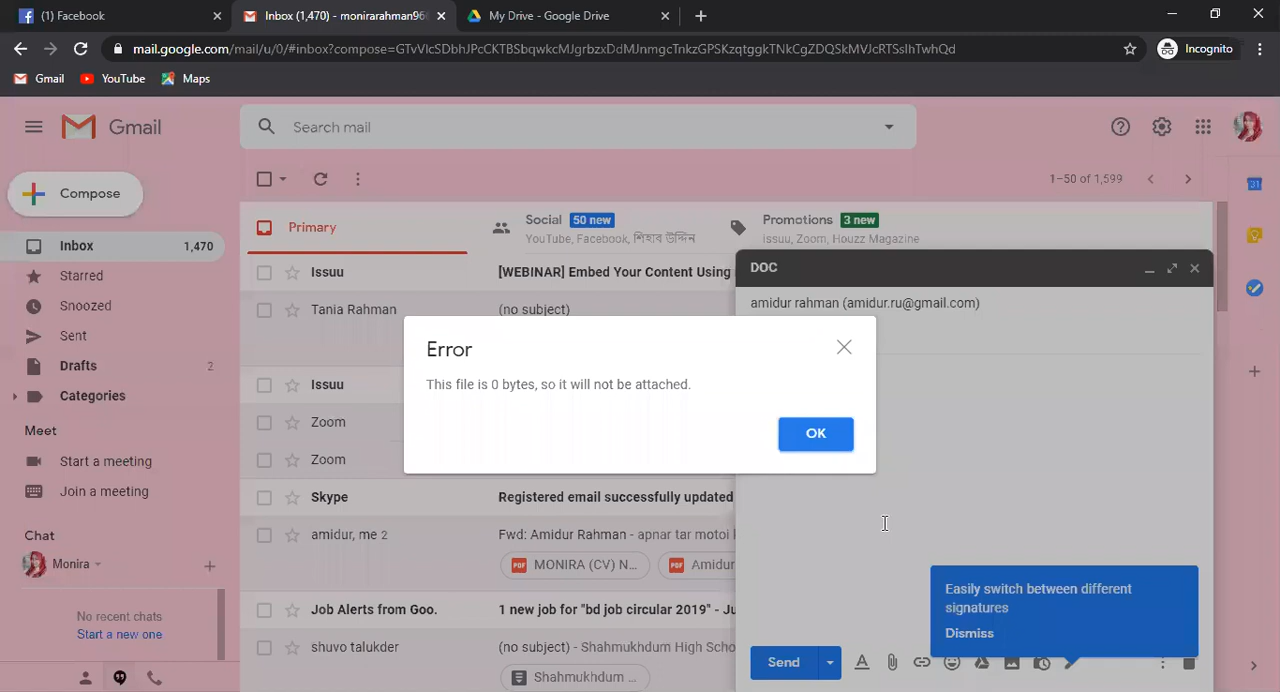 (1) Facebook
Inbox (1,470) - monirarahman960
My Drive - Google Drive
mail.google.com/mail/u/0/#inbox?compose=GTvVlcSDbhJPcCKTBSbqwkcMJgrbzxDdMJnmgcTnkzGPSKzqtggkTNkCgZDQSkMVJcRTSslhTwhQd
Incognito
Gmail
YouTube
Maps
Gmail
Search mail
Compose
1–50 of 1,599
Inbox 1,470
Starred
Snoozed
Sent
Drafts 2
Categories
Meet
Start a meeting
Join a meeting
Chat
Monira
No recent chats
Start a new one
Primary
Social 50 new
YouTube, Facebook, শিহাব উদ্দিন
Promotions 3 new
issuu, Zoom, Houzz Magazine
Issuu [WEBINAR] Embed Your Content Using
Tania Rahman (no subject)
Issuu
Zoom
Zoom
Skype Registered email successfully updated
amidur, me 2 Fwd: Amidur Rahman - apnar tar motoi
PDF MONIRA (CV) N...
PDF Amidur
Job Alerts from Goo. 1 new job for "bd job circular 2019" - Ju
shuvo talukder (no subject) - Shahmukhdum High Scho
Shahmukhdum ...
DOC
amidur rahman (amidur.ru@gmail.com)
Error
This file is 0 bytes, so it will not be attached.
OK
Easily switch between different
signatures
Dismiss
Send
31